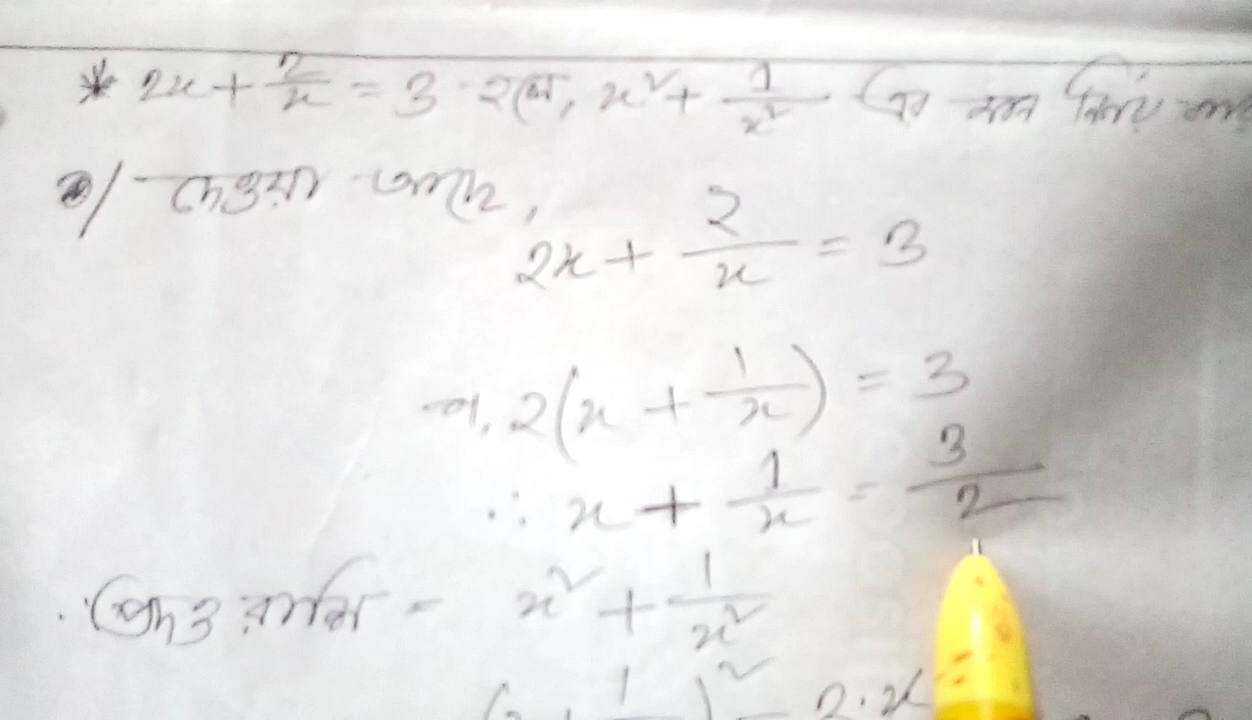 * 2x + 2/x = 3 হলে, x² + 1/x² এর মান নির্ণয় কর
দেওয়া আছে,
2x + 2/x = 3
বা, 2(x + 1/x) = 3
∴ x + 1/x = 3/2
প্রদত্ত রাশি = x² + 1/x²